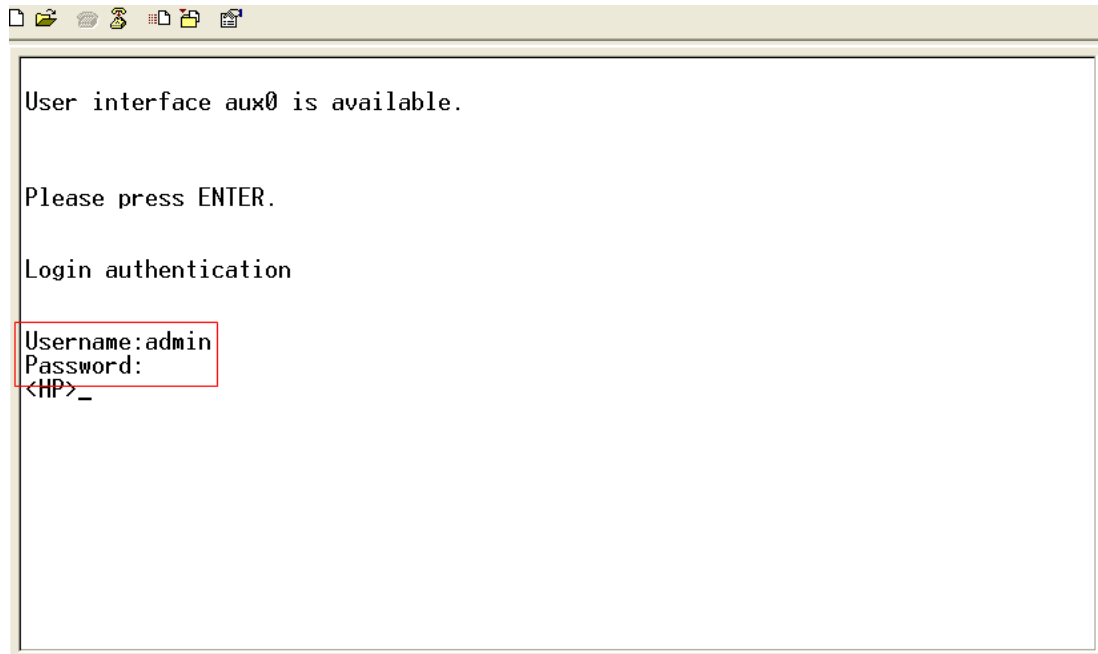 User interface aux0 is available.
Please press ENTER.
Login authentication
Username:admin
Password:
<HP>_